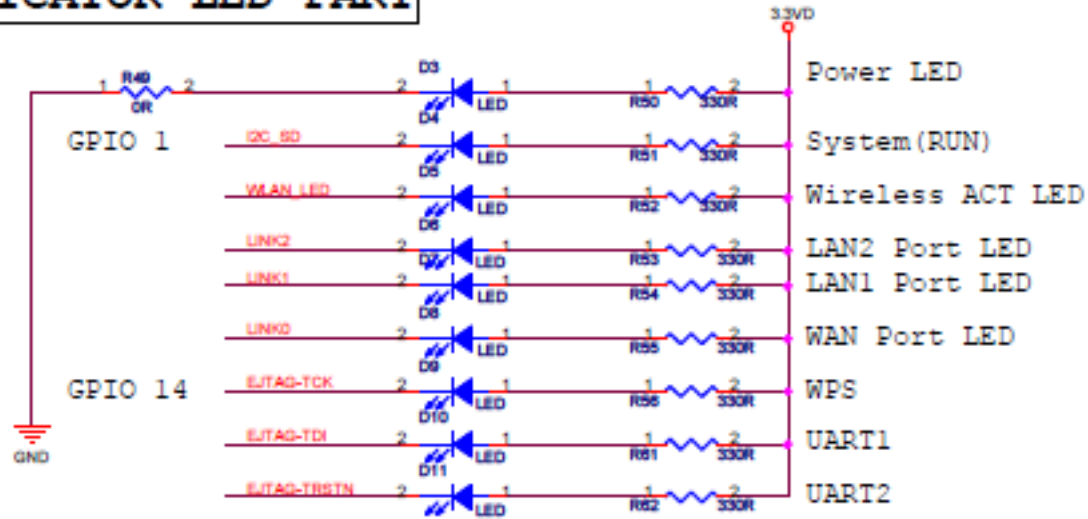 ICATOR LED PART
3.3VD
1 R49 2 D3 2 1 LED 1 R50 2 330R Power LED
0R
GPIO 1 I2C_SD D4 2 1 LED 1 R51 2 330R System(RUN)
WLAN_LED D5 2 1 LED 1 R52 2 330R Wireless ACT LED
LINK2 D6 2 1 LED 1 R53 2 330R LAN2 Port LED
LINK1 D7 2 1 LED 1 R54 2 330R LAN1 Port LED
LINK0 D8 2 1 LED 1 R55 2 330R WAN Port LED
GPIO 14 EJTAG-TCK D9 2 1 LED 1 R56 2 330R WPS
EJTAG-TDI D10 2 1 LED 1 R61 2 330R UART1
EJTAG-TRSTN D11 2 1 LED 1 R62 2 330R UART2
GND